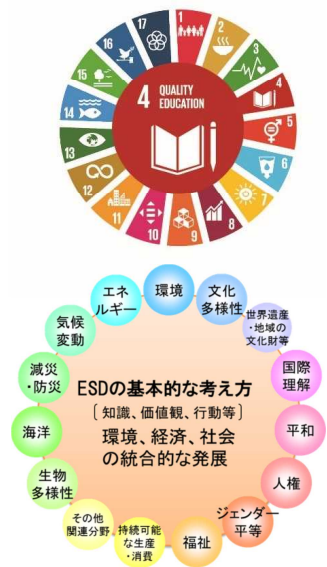 1
2
3
4
5
6
7
8
9
10
11
12
13
14
15
16
17
4 QUALITY
EDUCATION
環境
文化
多様性
世界遺産
・地域の
文化財等
国際
理解
平和
人権
ジェンダー
平等
福祉
持続可能
な生産
・消費
その他
関連分野
生物
多様性
海洋
減災
・防災
気候
変動
エネ
ルギー
ESDの基本的な考え方
〔知識、価値観、行動等〕
環境、経済、社会
の統合的な発展